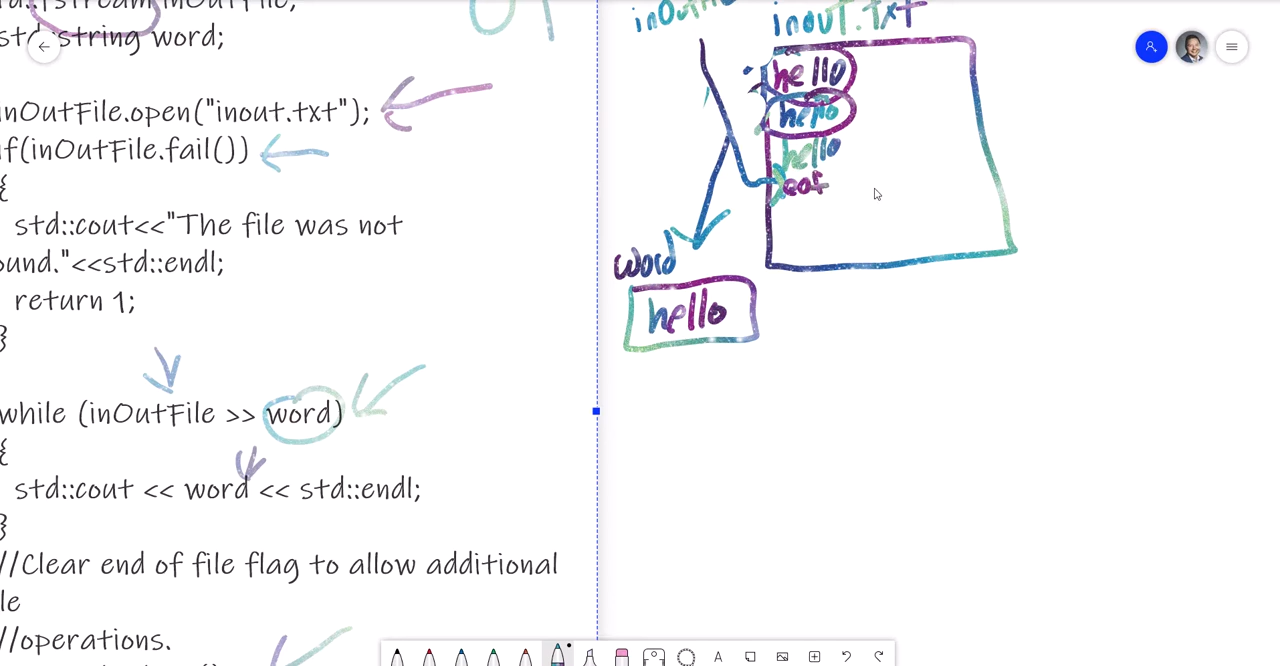 fstream inOutFile;
std string word;
inOutFile.open("inout.txt");
if(inOutFile.fail())
{
std::cout<<"The file was not
ound."<<std::endl;
return 1;
}
while (inOutFile >> word)
{
std::cout << word << std::endl;
}
//Clear end of file flag to allow additional
le
//operations.
inout.txt
hello
hello
hello
eof
word
hello
A